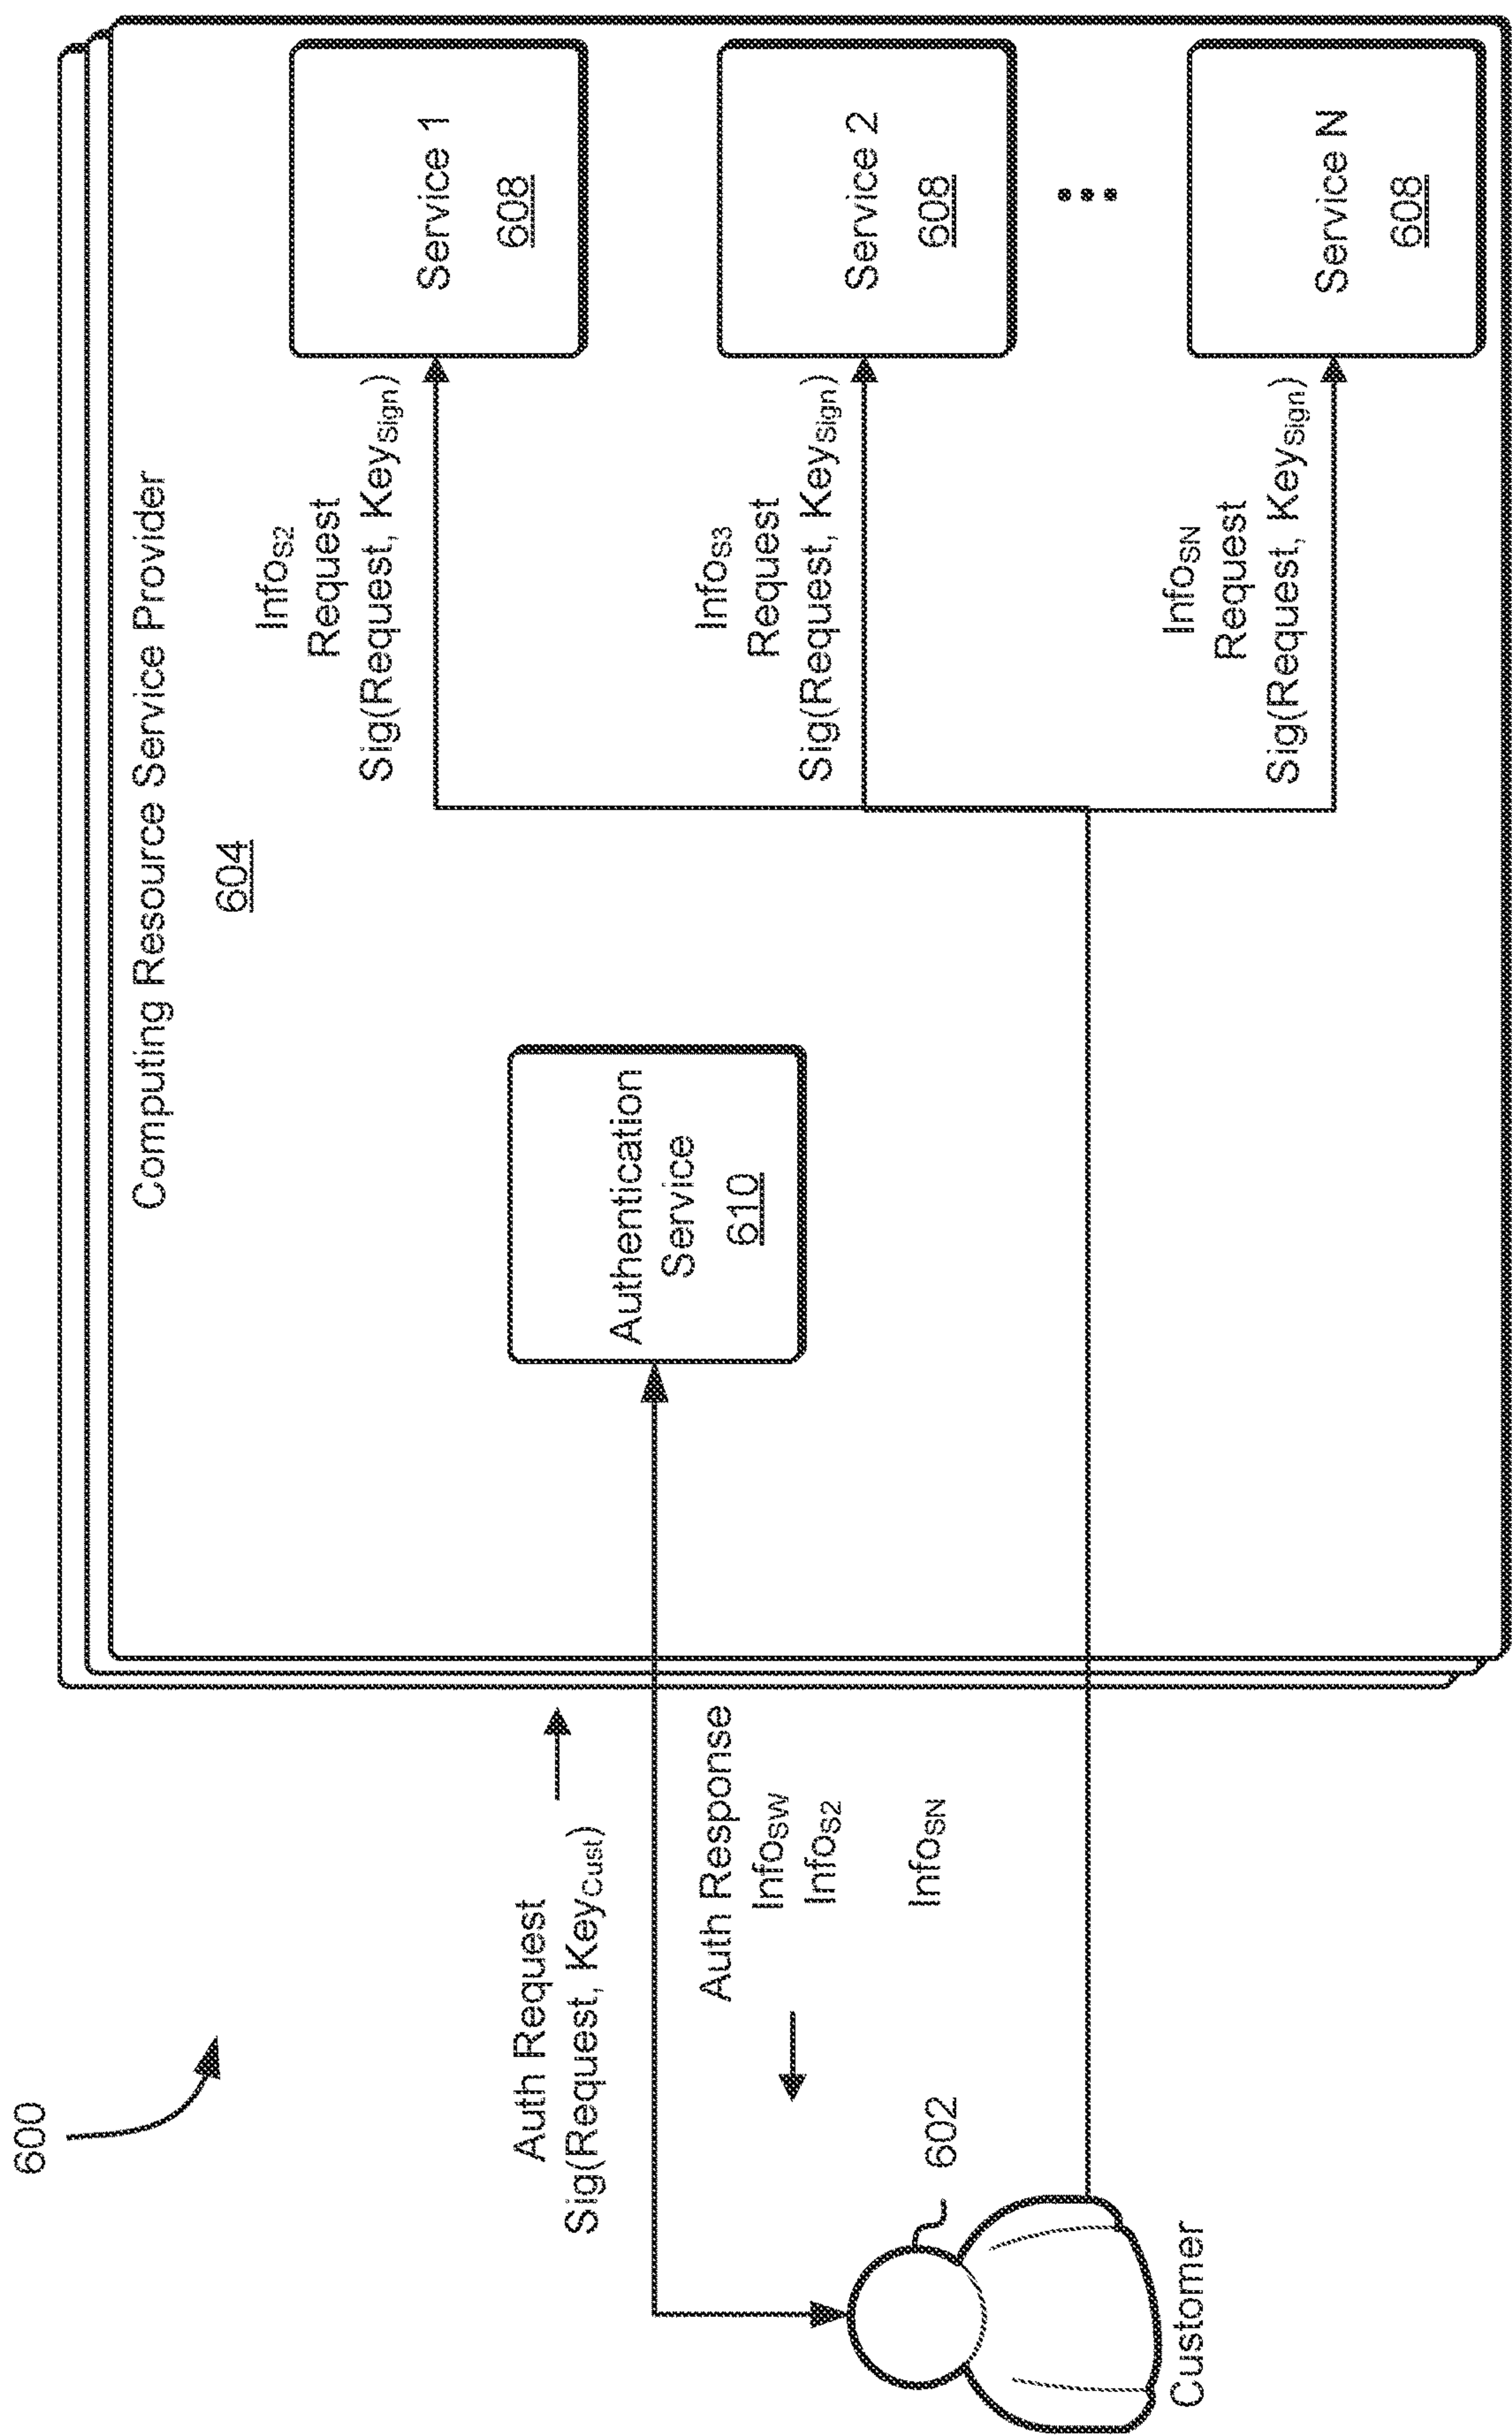 600
Computing Resource Service Provider
604
Auth Request
Sig(Request, Key_Cust)
Auth Response
Info_SW
Info_S2
Info_SN
602
Customer
Authentication
Service
610
Info_S2
Request
Sig(Request, Key_Sign)
Service 1
608
Info_S3
Request
Sig(Request, Key_Sign)
Service 2
608
Info_SN
Request
Sig(Request, Key_Sign)
Service N
608